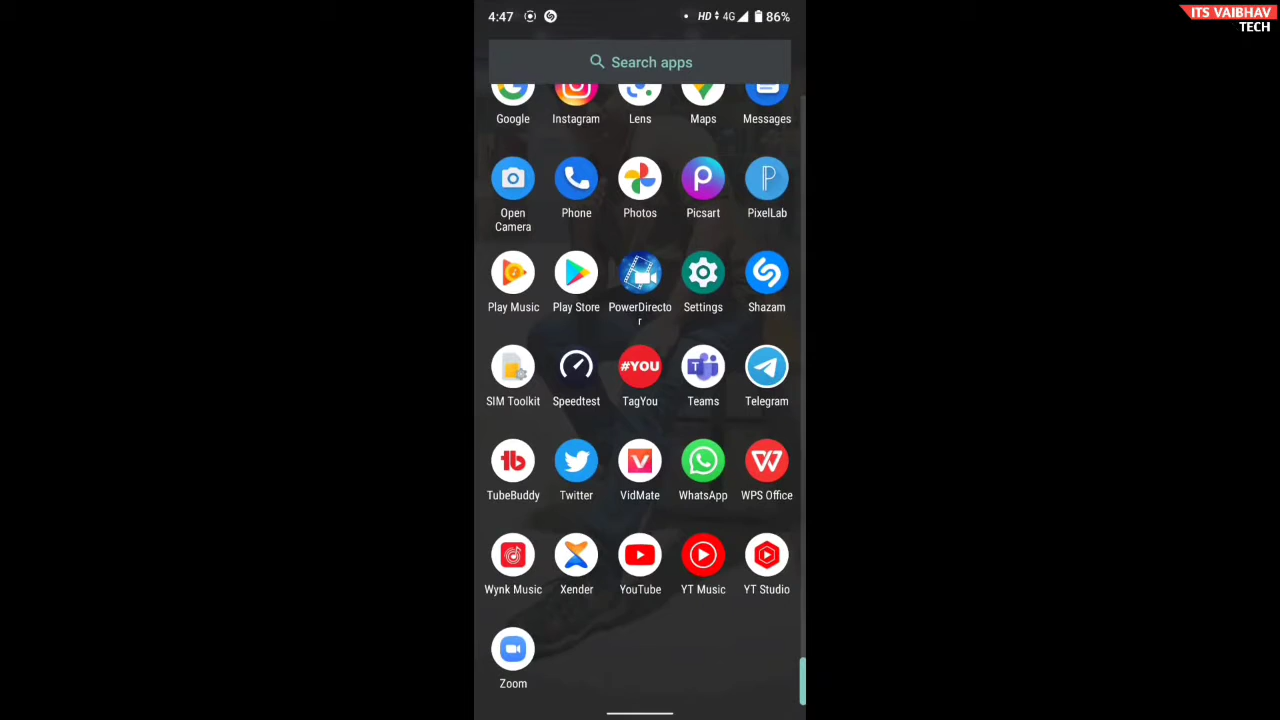 4:47 HD 4G 86%
ITS VAIBHAV
TECH
Search apps
Google Instagram Lens Maps Messages
Open Camera Phone Photos Picsart PixelLab
Play Music Play Store PowerDirecto
r Settings Shazam
#YOU
SIM Toolkit Speedtest TagYou Teams Telegram
TubeBuddy Twitter VidMate WhatsApp WPS Office
Wynk Music Xender YouTube YT Music YT Studio
Zoom